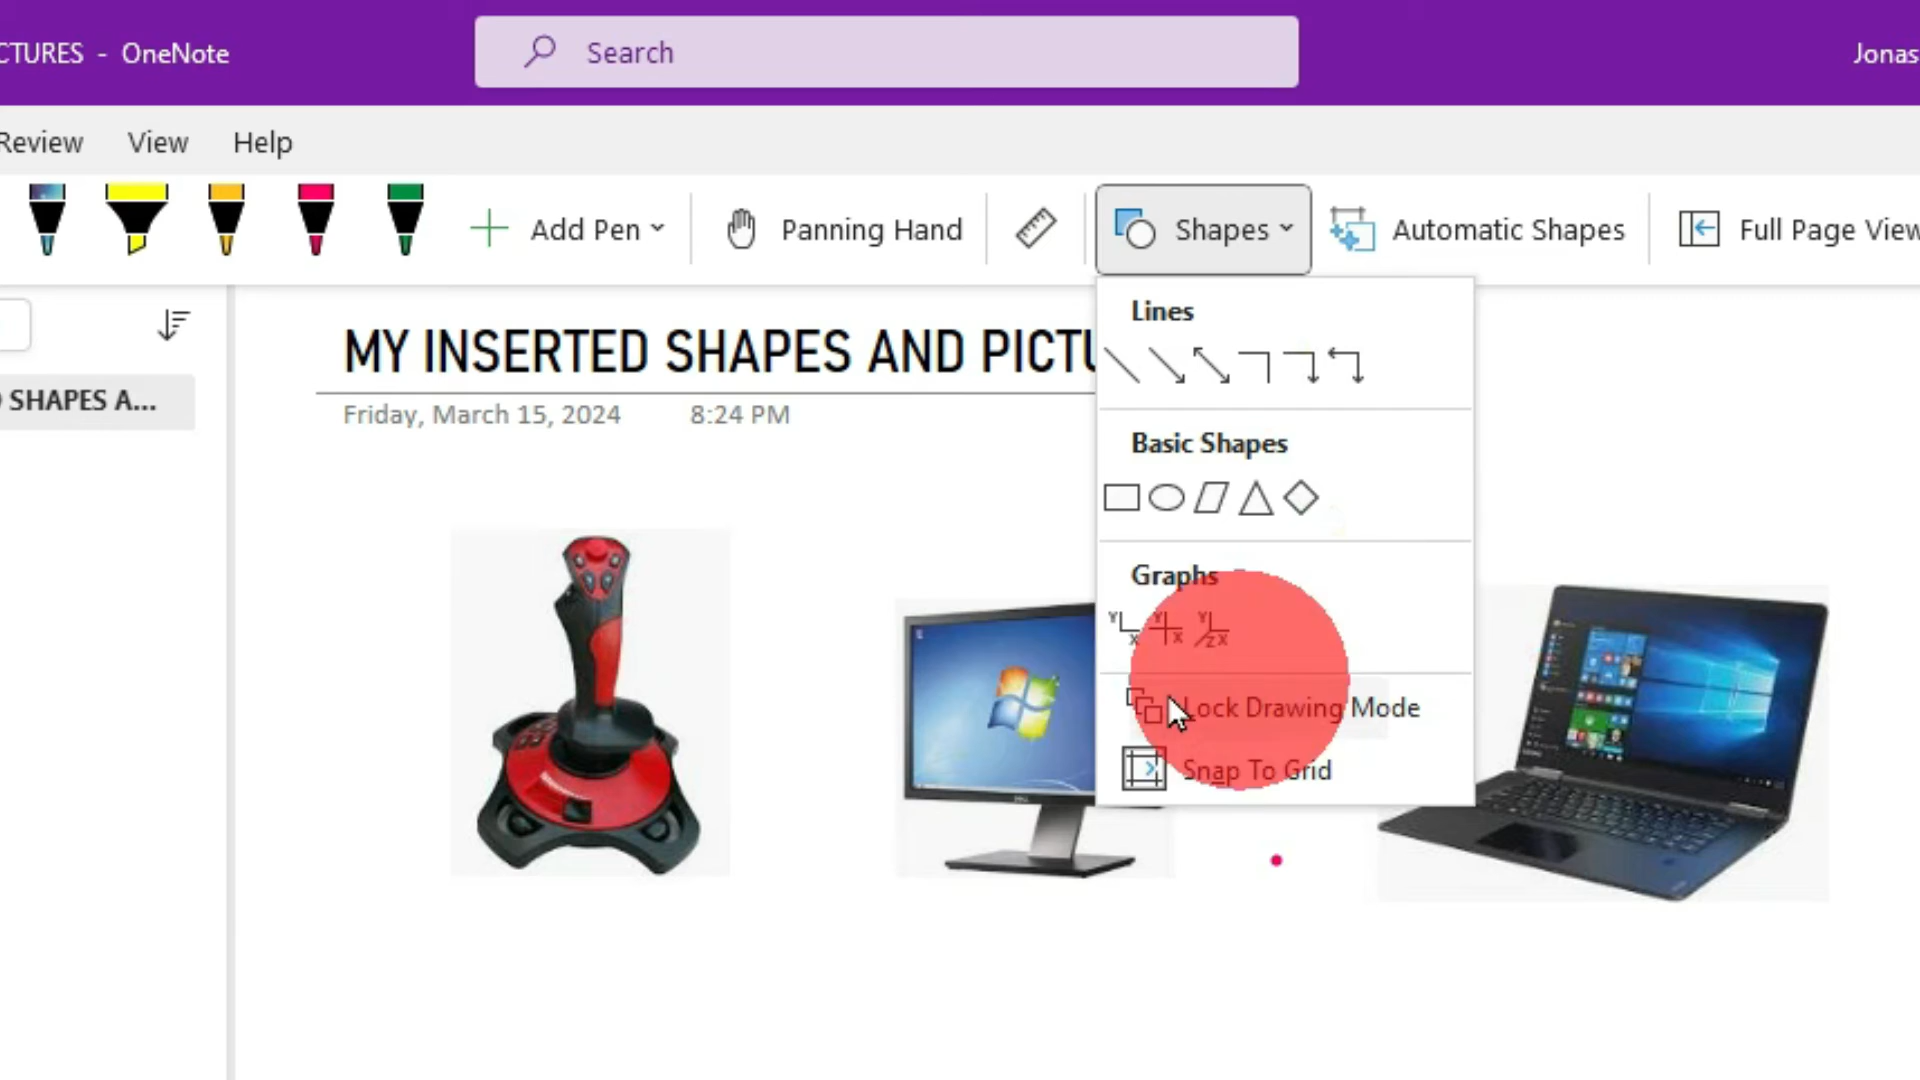 CTURES - OneNote
Search
Jonas
Review View Help
Add Pen Panning Hand Shapes Automatic Shapes Full Page View
MY INSERTED SHAPES AND PICTU
SHAPES A...
Friday, March 15, 2024 8:24 PM
Lines
Basic Shapes
Graphs
Y X Y X Y ZX
Lock Drawing Mode
Snap To Grid